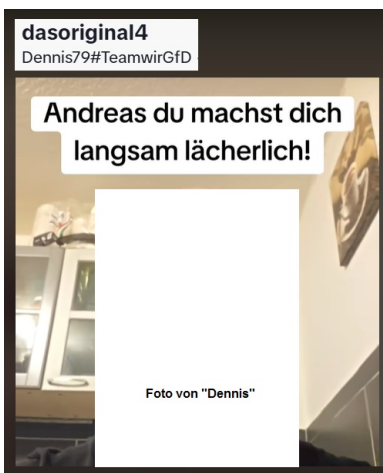 dasoriginal4
Dennis79#TeamwirGfD
Andreas du machst dich
langsam lächerlich!
Foto von "Dennis"